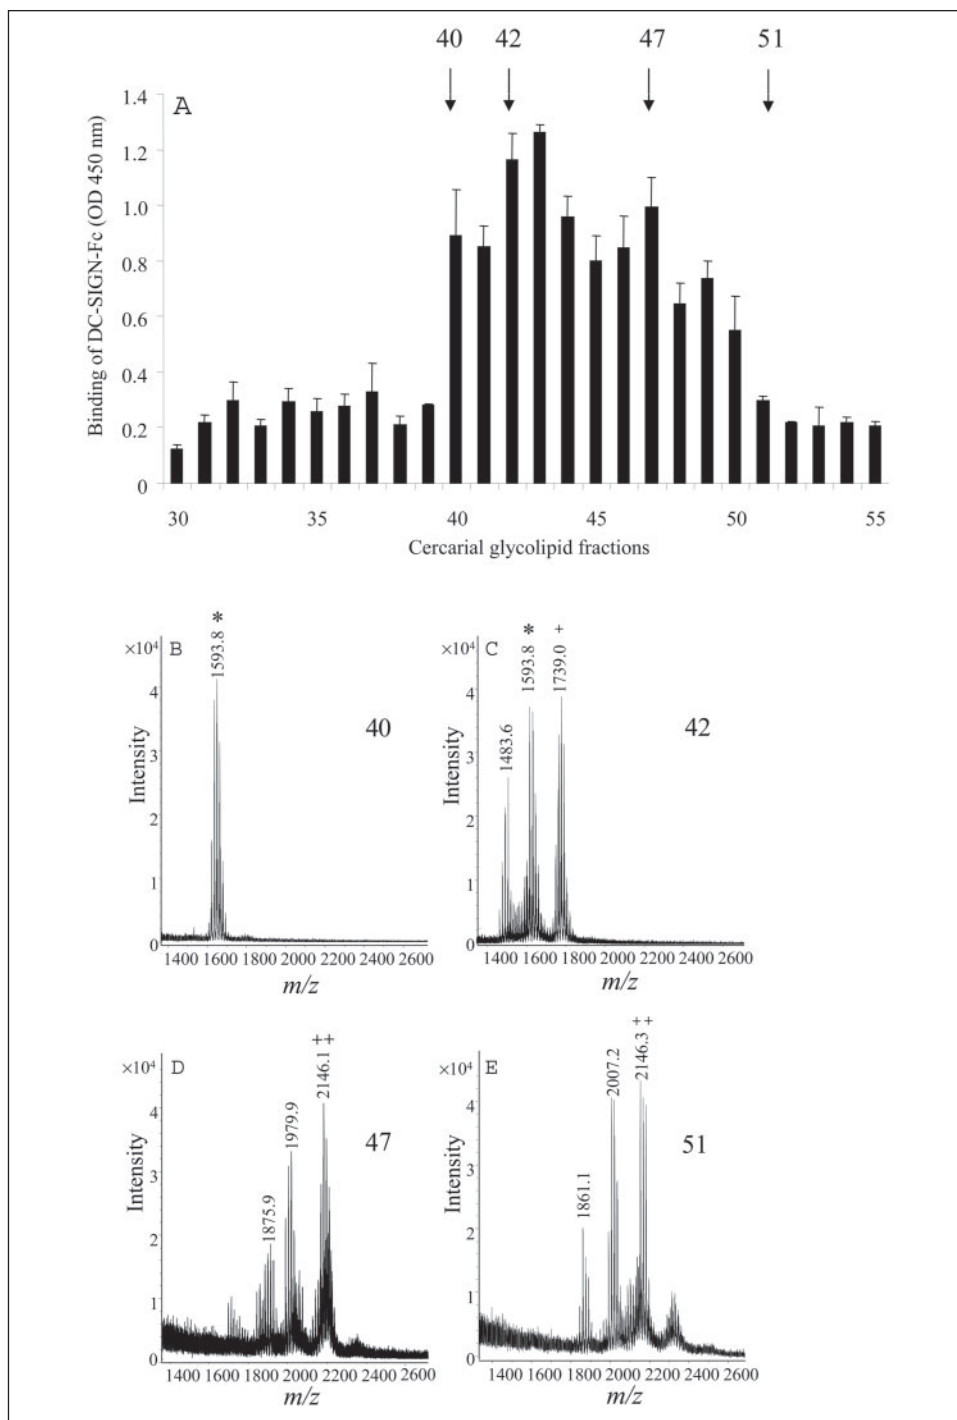 40 42 47 51
A
1.4
1.2
1.0
0.8
0.6
0.4
0.2
0
Binding of DC-SIGN-Fc (OD 450 nm)
30 35 40 45 50 55
Cercarial glycolipid fractions
×10⁴ B
1593.8 *
40
4
3
2
1
0
Intensity
1400 1600 1800 2000 2200 2400 2600
m/z
×10⁴ C
1483.6
1593.8 *
1739.0 +
42
4
3
2
1
0
Intensity
1400 1600 1800 2000 2200 2400 2600
m/z
×10⁴ D
1875.9
1979.9
2146.1 ++
47
4
3
2
1
0
Intensity
1400 1600 1800 2000 2200 2400 2600
m/z
×10⁴ E
1861.1
2007.2
2146.3 ++
51
4
3
2
1
0
Intensity
1400 1600 1800 2000 2200 2400 2600
m/z